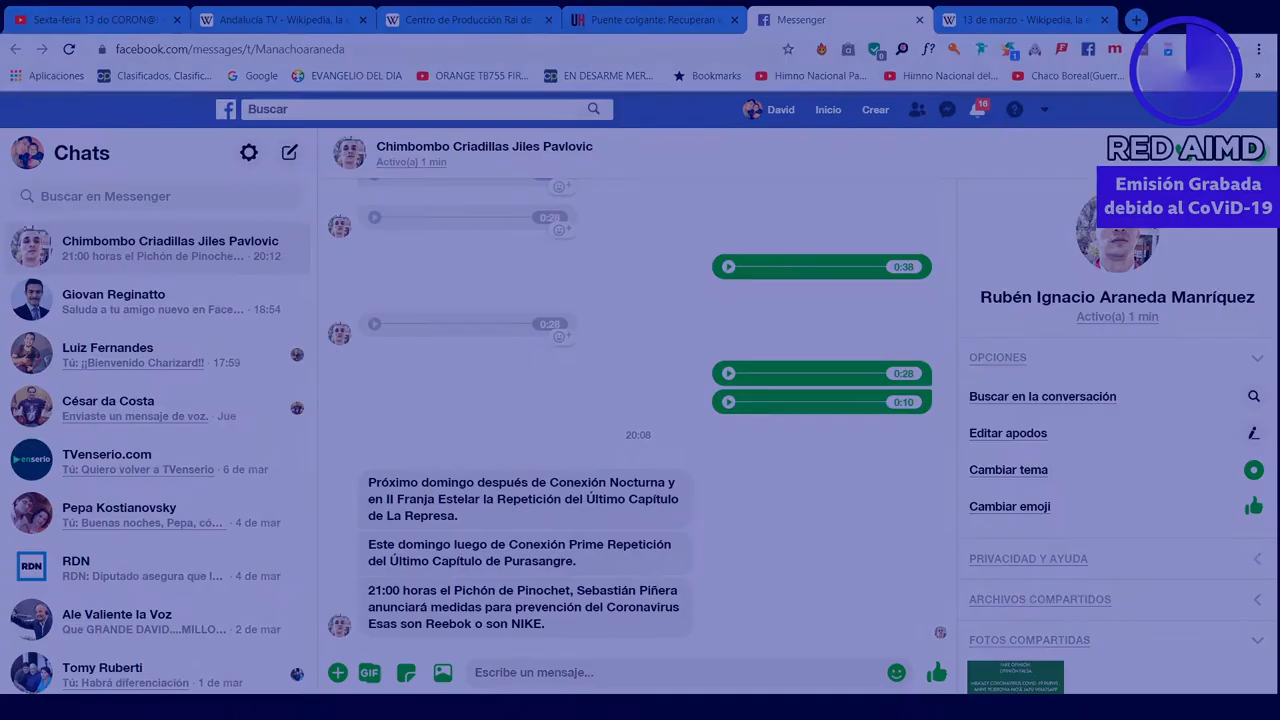 Sexta-feira 13 do CORON@!
Andalucía TV - Wikipedia, la e
Centro de Producción Rai de
Puente colgante: Recuperan e
Messenger
13 de marzo - Wikipedia, la e
facebook.com/messages/t/Manachoaraneda
Aplicaciones
Clasificados, Clasific...
Google
EVANGELIO DEL DIA
ORANGE TB755 FIR...
EN DESARME MER...
Bookmarks
Himno Nacional Pa...
Himno Nacional del...
Chaco Boreal(Guerr...
Buscar
David
Inicio
Crear
16
RED AIMD
Emisión Grabada
debido al CoViD-19
Chats
Buscar en Messenger
Chimbombo Criadillas Jiles Pavlovic
21:00 horas el Pichón de Pinoche... · 20:12
Giovan Reginatto
Saluda a tu amigo nuevo en Face... · 18:54
Luiz Fernandes
Tú: ¡¡Bienvenido Charizard!! · 17:59
César da Costa
Enviaste un mensaje de voz. · Jue
TVenserio.com
Tú: Quiero volver a TVenserio · 6 de mar
Pepa Kostianovsky
Tú: Buenas noches, Pepa, có... · 4 de mar
RDN
RDN: Diputado asegura que l... · 4 de mar
Ale Valiente la Voz
Que GRANDE DAVID....MILLO... · 2 de mar
Tomy Ruberti
Tú: Habrá diferenciación · 1 de mar
Chimbombo Criadillas Jiles Pavlovic
Activo(a) 1 min
0:28
0:38
0:28
0:28
0:10
20:08
Próximo domingo después de Conexión Nocturna y
en II Franja Estelar la Repetición del Último Capítulo
de La Represa.
Este domingo luego de Conexión Prime Repetición
del Último Capítulo de Purasangre.
21:00 horas el Pichón de Pinochet, Sebastián Piñera
anunciará medidas para prevención del Coronavirus
Esas son Reebok o son NIKE.
GIF
Escribe un mensaje...
Rubén Ignacio Araneda Manríquez
Activo(a) 1 min
OPCIONES
Buscar en la conversación
Editar apodos
Cambiar tema
Cambiar emoji
PRIVACIDAD Y AYUDA
ARCHIVOS COMPARTIDOS
FOTOS COMPARTIDAS